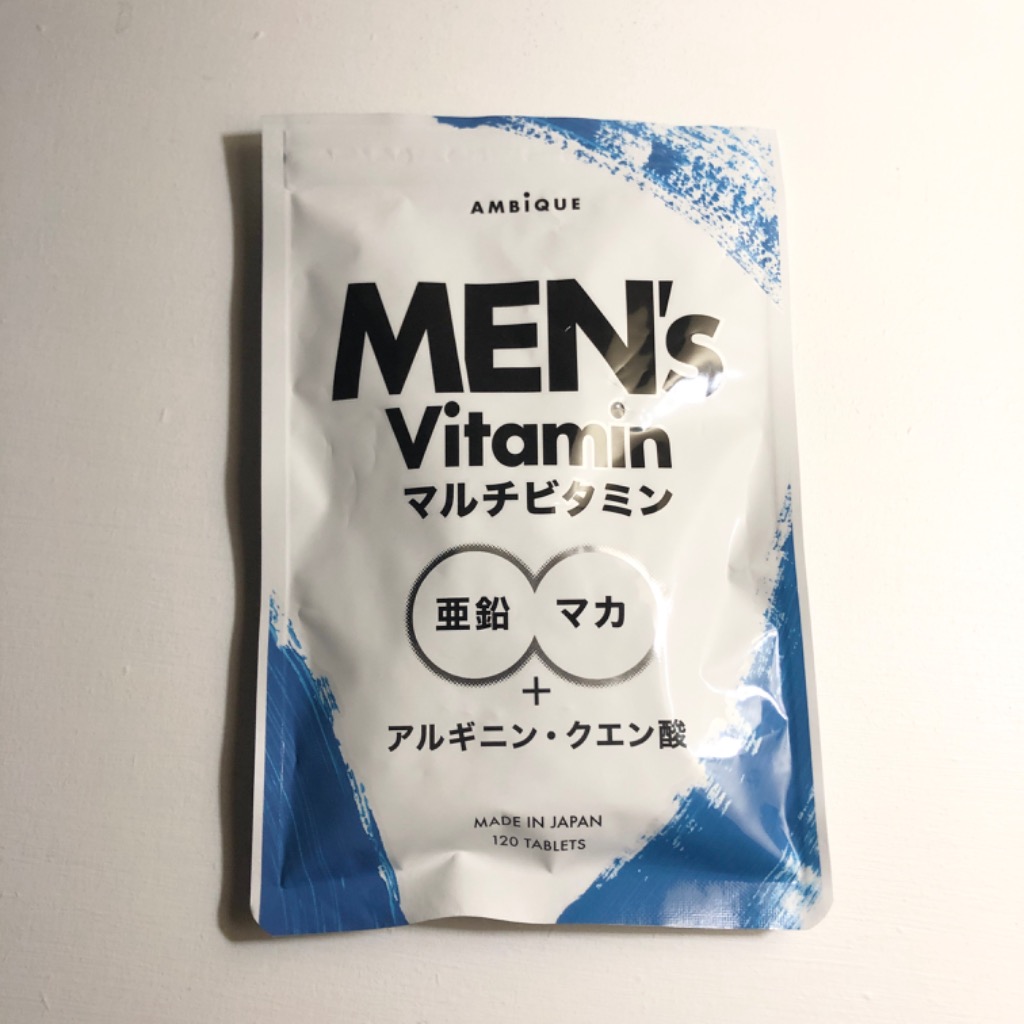 AMBiQUE
MEN's
Vitamin
マルチビタミン
亜鉛 マカ
+
アルギニン・クエン酸
MADE IN JAPAN
120 TABLETS